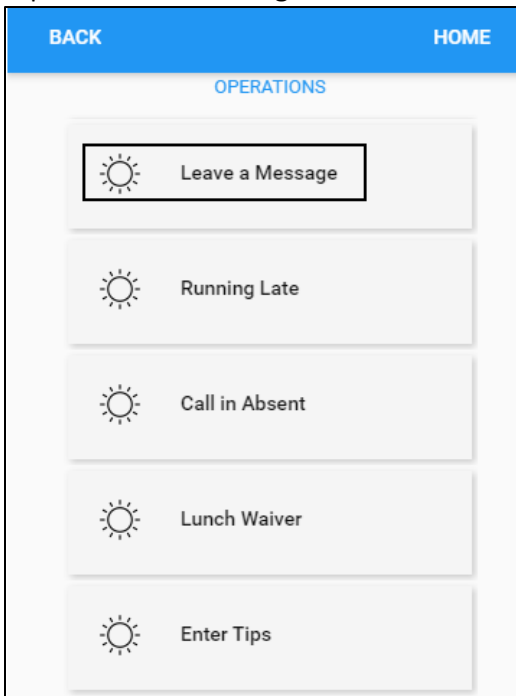 BACK HOME
OPERATIONS
Leave a Message
Running Late
Call in Absent
Lunch Waiver
Enter Tips